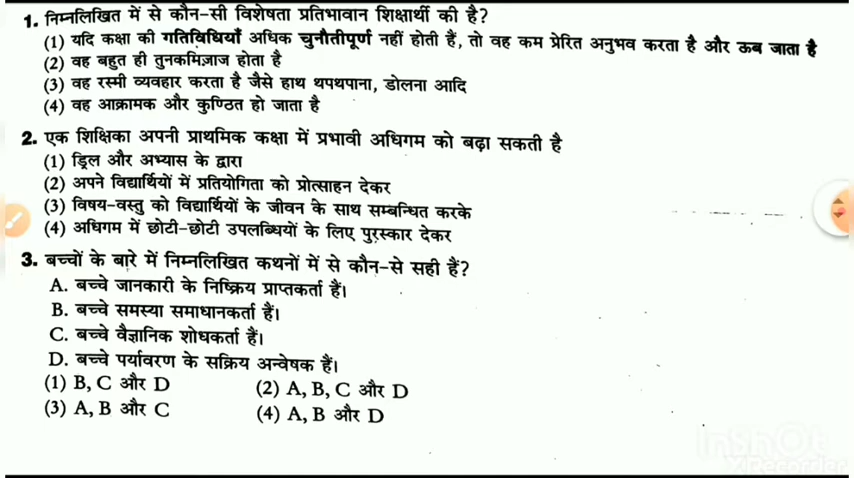 1. निम्नलिखित में से कौन-सी विशेषता प्रतिभावान शिक्षार्थी की है?
(1) यदि कक्षा की गतिविधियाँ अधिक चुनौतीपूर्ण नहीं होती हैं, तो वह कम प्रेरित अनुभव करता है और ऊब जाता है
(2) वह बहुत ही तुनकमिज़ाज होता है
(3) वह रस्मी व्यवहार करता है जैसे हाथ थपथपाना, डोलना आदि
(4) वह आक्रामक और कुण्ठित हो जाता है
2. एक शिक्षिका अपनी प्राथमिक कक्षा में प्रभावी अधिगम को बढ़ा सकती है
(1) ड्रिल और अभ्यास के द्वारा
(2) अपने विद्यार्थियों में प्रतियोगिता को प्रोत्साहन देकर
(3) विषय-वस्तु को विद्यार्थियों के जीवन के साथ सम्बन्धित करके
(4) अधिगम में छोटी-छोटी उपलब्धियों के लिए पुरस्कार देकर
3. बच्चों के बारे में निम्नलिखित कथनों में से कौन-से सही हैं?
A. बच्चे जानकारी के निष्क्रिय प्राप्तकर्ता हैं।
B. बच्चे समस्या समाधानकर्ता हैं।
C. बच्चे वैज्ञानिक शोधकर्ता हैं।
D. बच्चे पर्यावरण के सक्रिय अन्वेषक हैं।
(1) B, C और D (2) A, B, C और D
(3) A, B और C (4) A, B और D
InShOt
XRecorder